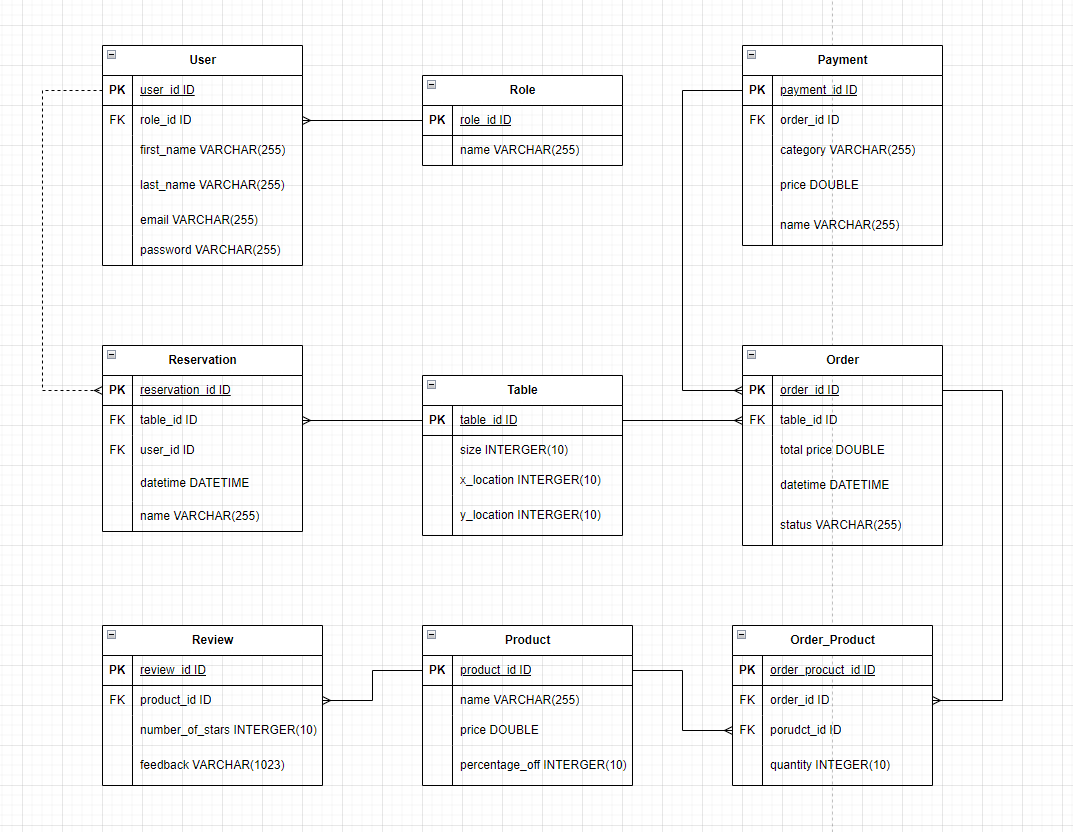 User
PK user_id ID
FK role_id ID
first_name VARCHAR(255)
last_name VARCHAR(255)
email VARCHAR(255)
password VARCHAR(255)
Role
PK role_id ID
name VARCHAR(255)
Payment
PK payment_id ID
FK order_id ID
category VARCHAR(255)
price DOUBLE
name VARCHAR(255)
Reservation
PK reservation_id ID
FK table_id ID
FK user_id ID
datetime DATETIME
name VARCHAR(255)
Table
PK table_id ID
size INTERGER(10)
x_location INTERGER(10)
y_location INTERGER(10)
Order
PK order_id ID
FK table_id ID
total price DOUBLE
datetime DATETIME
status VARCHAR(255)
Review
PK review_id ID
FK product_id ID
number_of_stars INTERGER(10)
feedback VARCHAR(1023)
Product
PK product_id ID
name VARCHAR(255)
price DOUBLE
percentage_off INTERGER(10)
Order_Product
PK order_procuct_id ID
FK order_id ID
FK porudct_id ID
quantity INTEGER(10)